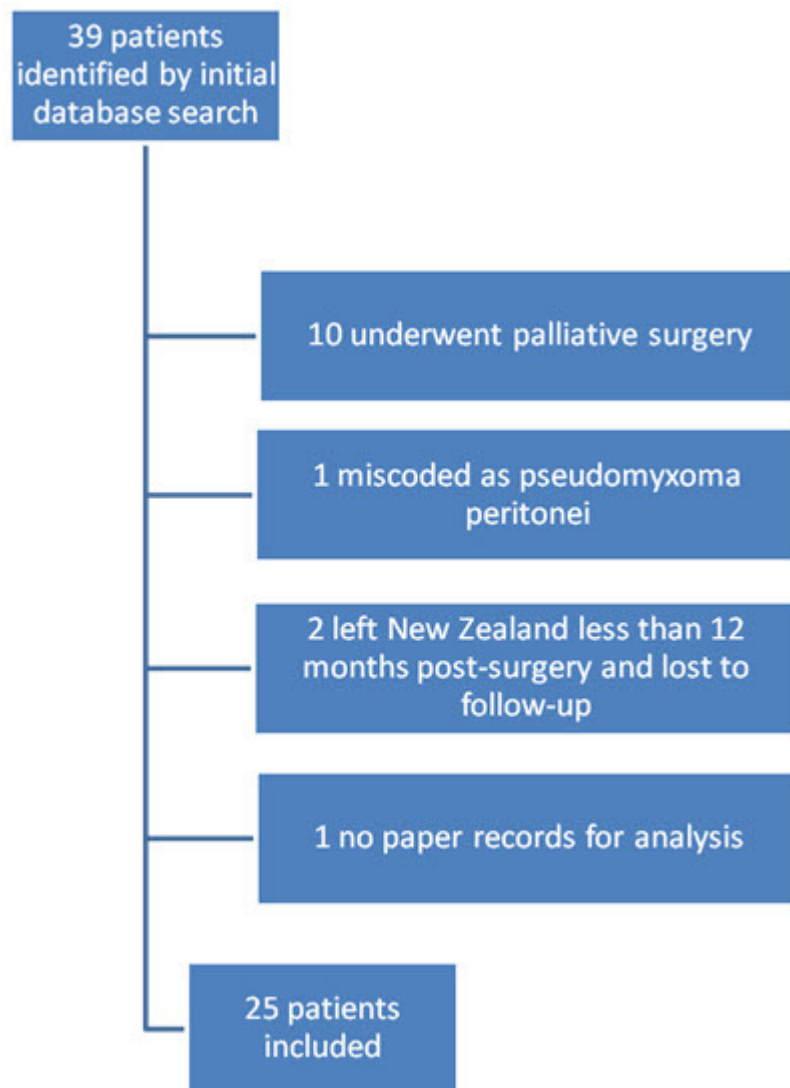 39 patients
identified by initial
database search
10 underwent palliative surgery
1 miscoded as pseudomyxoma
peritonei
2 left New Zealand less than 12
months post-surgery and lost to
follow-up
1 no paper records for analysis
25 patients
included